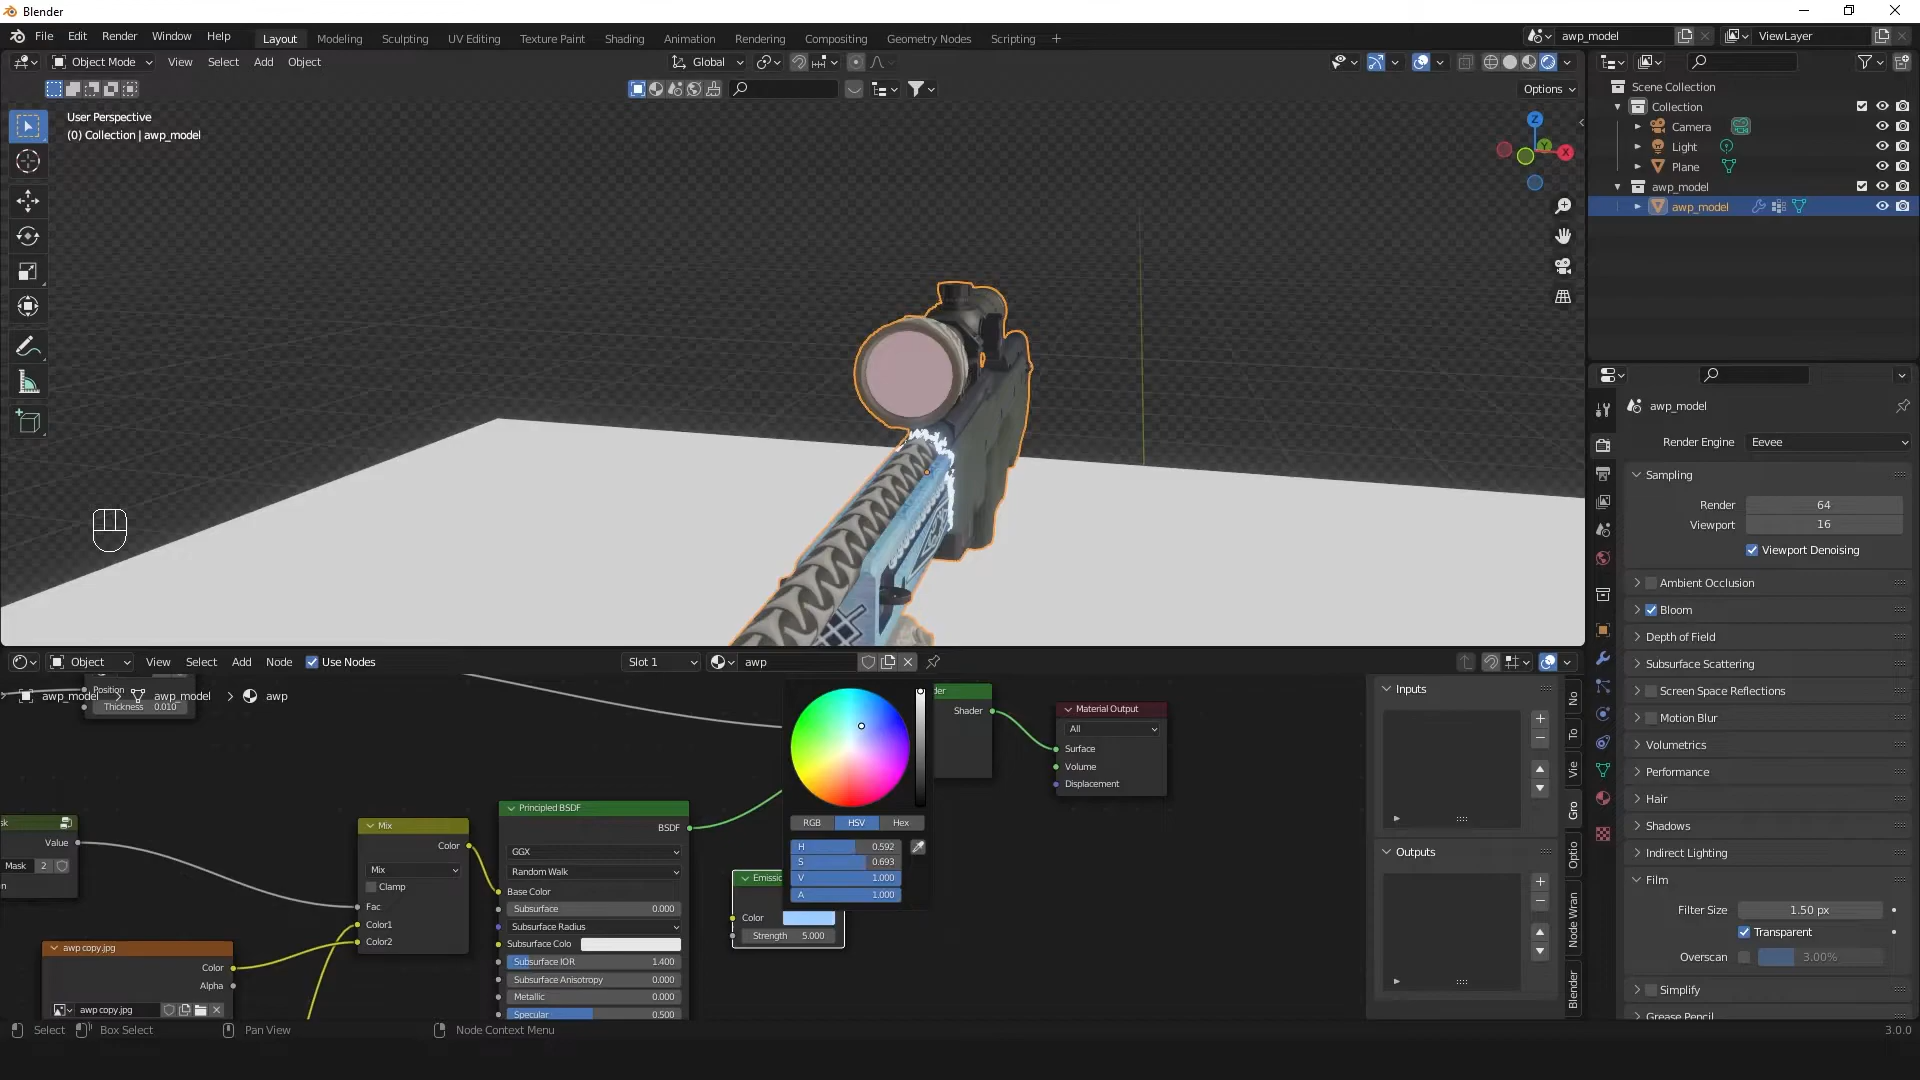 Blender
File Edit Render Window Help
Layout Modeling Sculpting UV Editing Texture Paint Shading Animation Rendering Compositing Geometry Nodes Scripting +
awp_model
ViewLayer
Object Mode View Select Add Object
Global
Options
User Perspective
(0) Collection | awp_model
Z
Y
X
Scene Collection
Collection
Camera
Light
Plane
awp_model
awp_model
awp_model
Render Engine Eevee
Sampling
Render 64
Viewport 16
Viewport Denoising
Ambient Occlusion
Bloom
Depth of Field
Subsurface Scattering
Screen Space Reflections
Motion Blur
Volumetrics
Performance
Hair
Shadows
Indirect Lighting
Film
Filter Size 1.50 px
Transparent
Overscan 3.00%
Simplify
Grease Pencil
Object View Select Add Node Use Nodes
Slot 1
awp
Position
awp_model > awp_model > awp
Thickness 0.010
Value
Mask 2
Mix
Color
Mix
Clamp
Fac
Color1
Color2
awp copy.jpg
Color
Alpha
awp copy.jpg
Principled BSDF
BSDF
GGX
Random Walk
Base Color
Subsurface 0.000
Subsurface Radius
Subsurface Colo
Subsurface IOR 1.400
Subsurface Anisotropy 0.000
Metallic 0.000
Specular 0.500
Emissio
Color
Strength 5.000
RGB HSV Hex
H 0.592
S 0.693
V 1.000
A 1.000
der
Shader
Material Output
All
Surface
Volume
Displacement
Inputs
Outputs
No
To
Vie
Gro
Optio
Node Wran
Blender
Select Box Select Pan View Node Context Menu
3.0.0